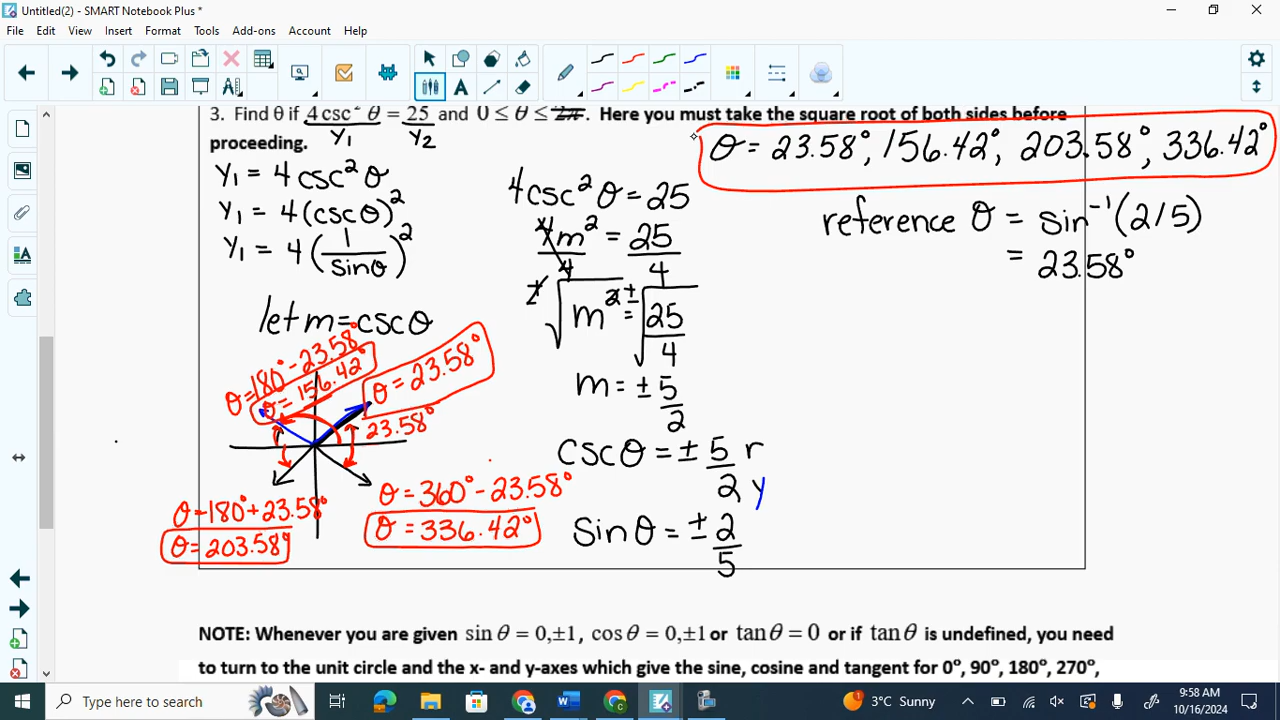 Untitled(2) - SMART Notebook Plus *
File Edit View Insert Format Tools Add-ons Account Help
3. Find θ if 4 csc² θ = 25 and 0 ≤ θ ≤ 2π. Here you must take the square root of both sides before
proceeding. Y₁ Y₂
θ = 23.58°, 156.42°, 203.58°, 336.42°
Y₁ = 4csc²θ
Y₁ = 4(cscθ)²
Y₁ = 4(1/sinθ)²
let m=cscθ
θ=180°-23.58°
θ = 156.42°
θ = 23.58°
23.58°
θ=180°+23.58°
θ=203.58°
θ = 360° - 23.58°
θ = 336.42°
4csc²θ = 25
4m²/4 = 25/4
±√m² = ±√25/4
m = ± 5/2
cscθ = ± 5/2 r y
sinθ = ± 2/5
reference θ = sin⁻¹(2/5)
= 23.58°
NOTE: Whenever you are given sin θ = 0,±1, cos θ = 0,±1 or tan θ = 0 or if tan θ is undefined, you need
to turn to the unit circle and the x- and y-axes which give the sine, cosine and tangent for 0°, 90°, 180°, 270°,
Type here to search
3°C Sunny
9:58 AM
10/16/2024